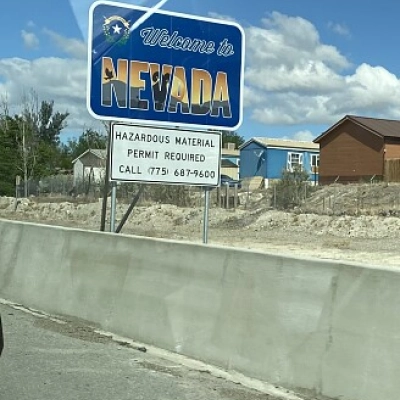 Welcome to
NEVADA
HAZARDOUS MATERIAL
PERMIT REQUIRED
CALL (775) 687-9600